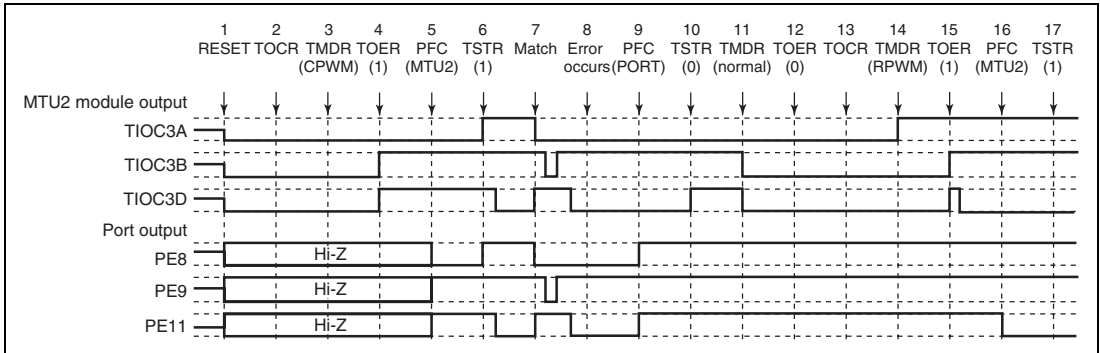 1 2 3 4 5 6 7 8 9 10 11 12 13 14 15 16 17
RESET TOCR TMDR TOER PFC TSTR Match Error PFC TSTR TMDR TOER TOCR TMDR TOER PFC TSTR
(CPWM) (1) (MTU2) (1) occurs (PORT) (0) (normal) (0) (RPWM) (1) (MTU2) (1)
MTU2 module output
TIOC3A
TIOC3B
TIOC3D
Port output
PE8 Hi-Z
PE9 Hi-Z
PE11 Hi-Z